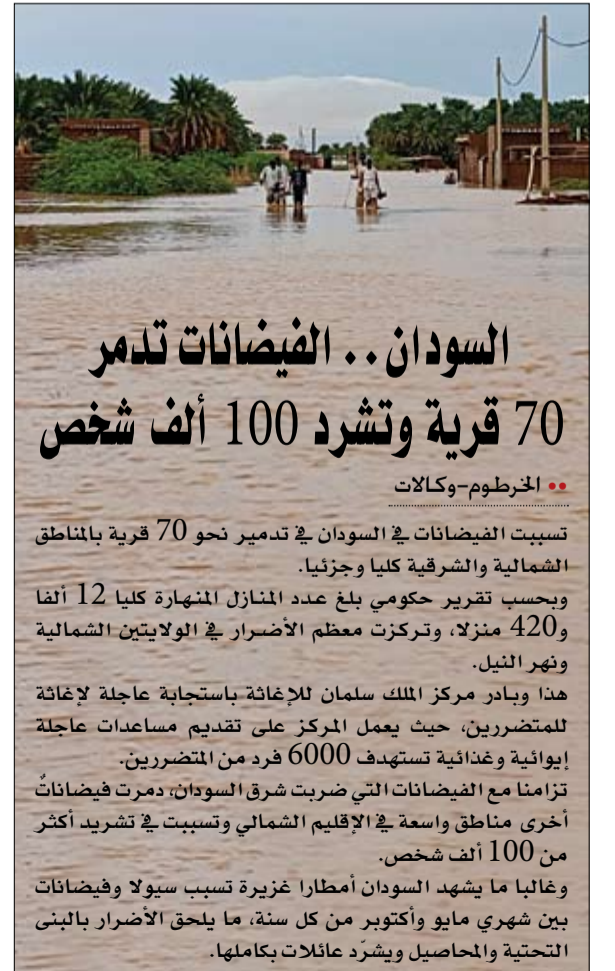 السودان.. الفيضانات تدمر
70 قرية وتشرد 100 ألف شخص
•• الخرطوم-وكالات
تسببت الفيضانات في السودان في تدمير نحو 70 قرية بالمناطق
الشمالية والشرقية كليا وجزئيا.
وبحسب تقرير حكومي بلغ عدد المنازل المنهارة كليا 12 ألفا
و420 منزلا، وتركزت معظم الأضرار في الولايتين الشمالية
ونهر النيل.
هذا وبادر مركز الملك سلمان للإغاثة باستجابة عاجلة لإغاثة
للمتضررين، حيث يعمل المركز على تقديم مساعدات عاجلة
إيوائية وغذائية تستهدف 6000 فرد من المتضررين.
تزامنا مع الفيضانات التي ضربت شرق السودان، دمرت فيضاناتٌ
أخرى مناطق واسعة في الإقليم الشمالي وتسببت في تشريد أكثر
من 100 ألف شخص.
وغالبا ما يشهد السودان أمطارا غزيرة تسبب سيولا وفيضانات
بين شهري مايو وأكتوبر من كل سنة، ما يلحق الأضرار بالبنى
التحتية والمحاصيل ويشرّد عائلات بكاملها.